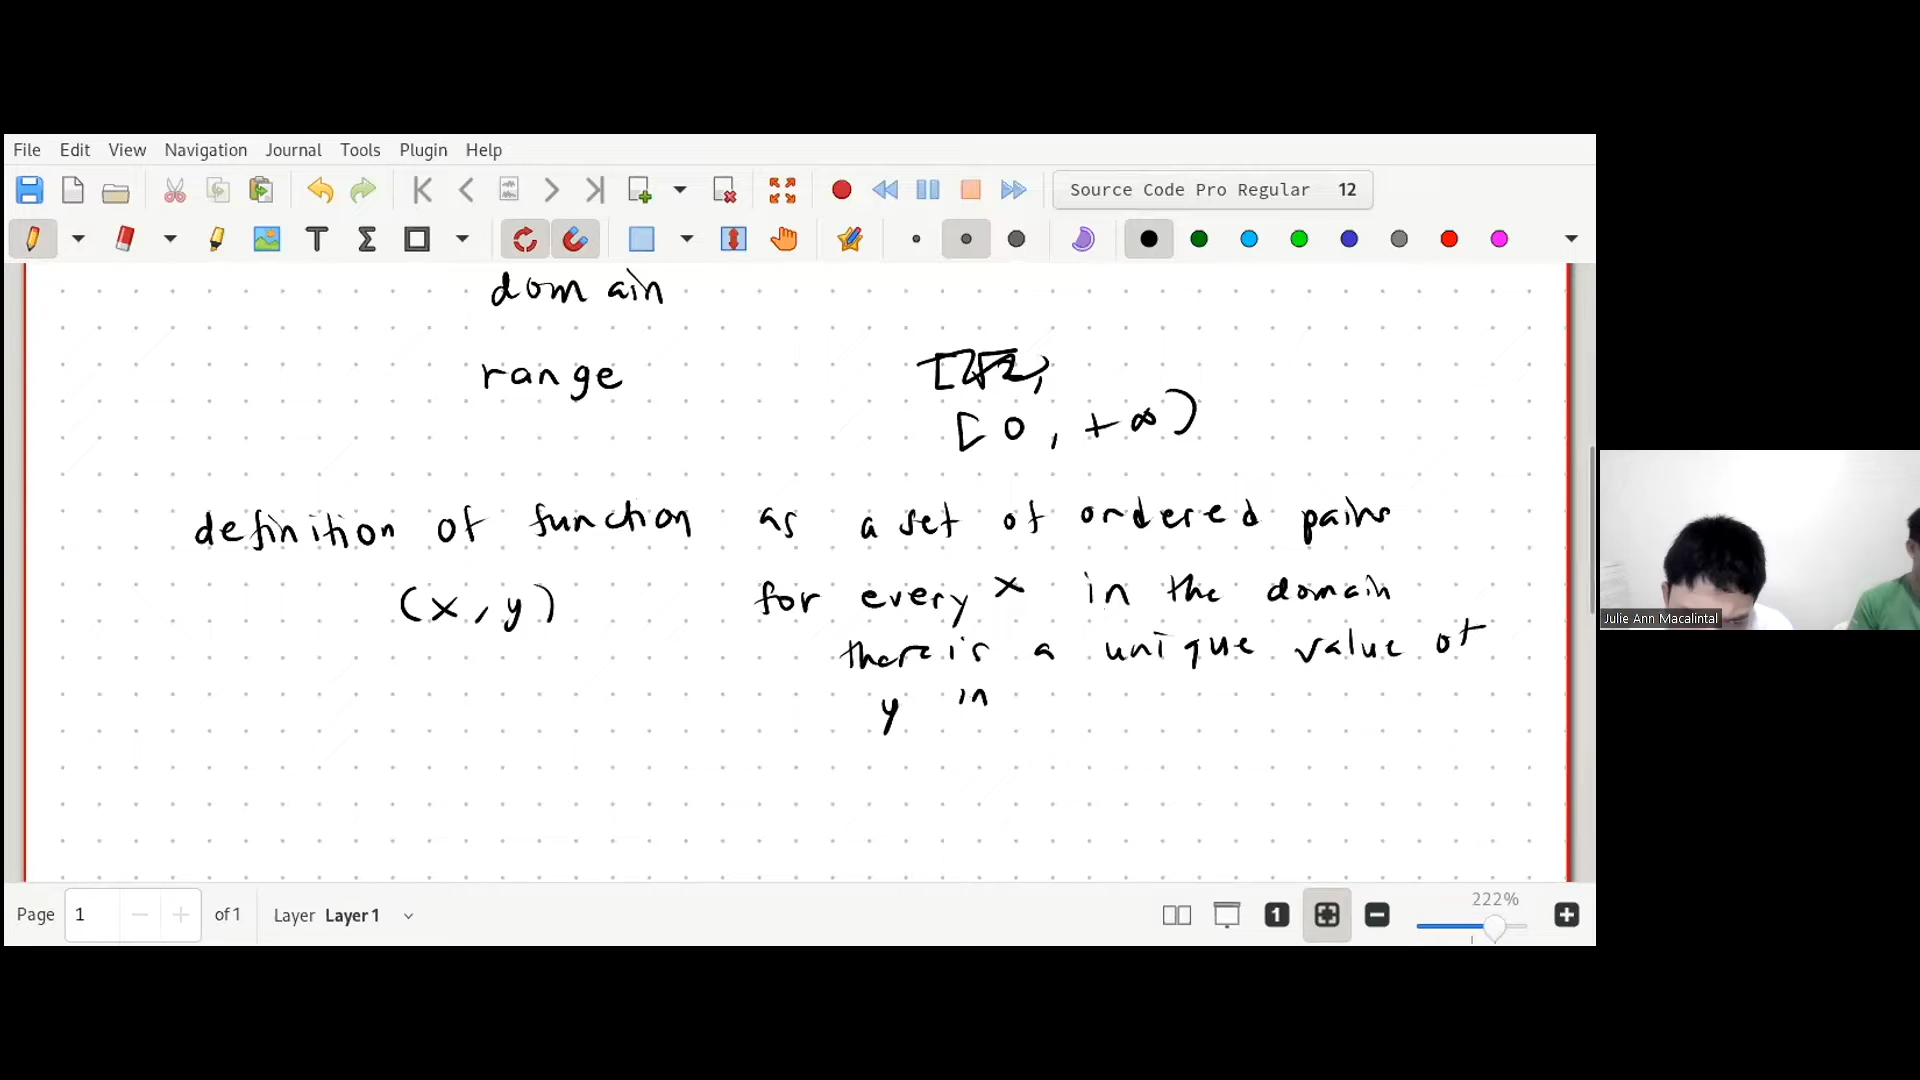 File Edit View Navigation Journal Tools Plugin Help
Source Code Pro Regular 12
domain
range
[0, +∞)
definition of function as a set of ordered pairs
(x, y) for every x in the domain
there is a unique value of
y in
Julie Ann Macalintal
222%
Page 1 of 1 Layer Layer 1 1